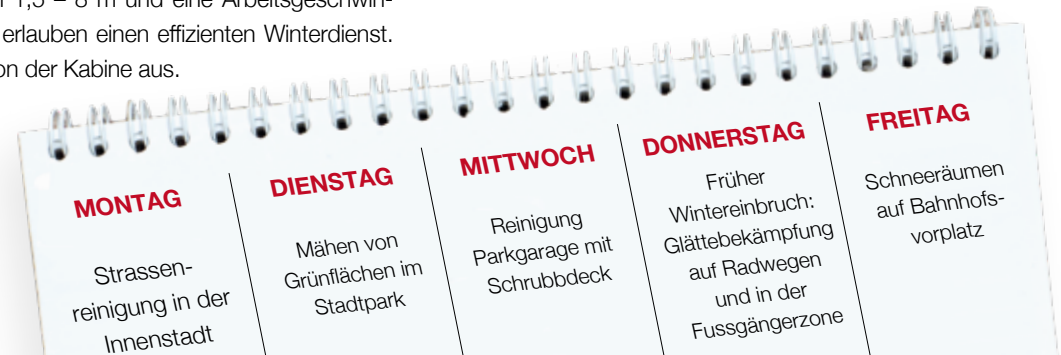 1,5 – 8 m und eine Arbeitsgeschwin-
erlauben einen effizienten Winterdienst.
der Kabine aus.
MONTAG
Strassen-
reinigung in der
Innenstadt
DIENSTAG
Mähen von
Grünflächen im
Stadtpark
MITTWOCH
Reinigung
Parkgarage mit
Schrubbdeck
DONNERSTAG
Früher
Wintereinbruch:
Glättebekämpfung
auf Radwegen
und in der
Fussgängerzone
FREITAG
Schneeräumen
auf Bahnhofs-
vorplatz